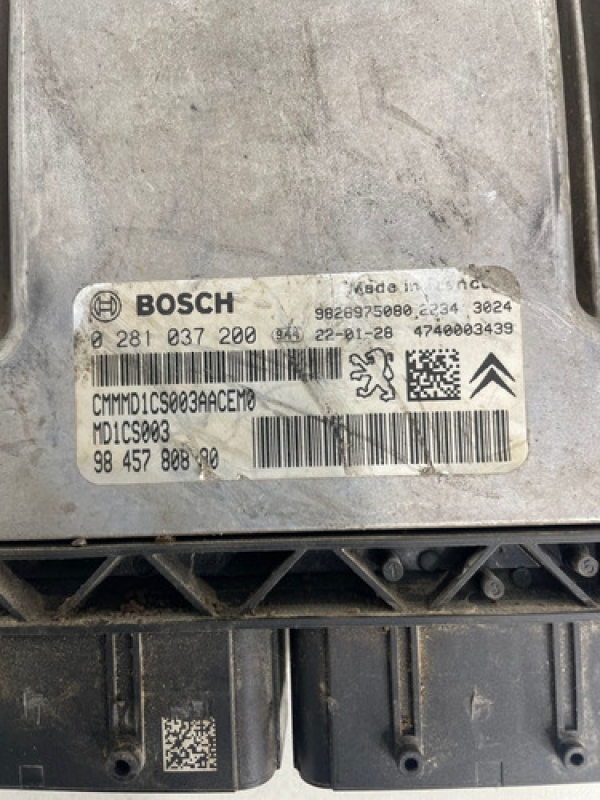 BOSCH
Made in France
9828975080 2234 3024
0 281 037 200 944 22-01-28 4740003439
CMMMD1CS003AACEM0
MD1CS003
98 457 808 80